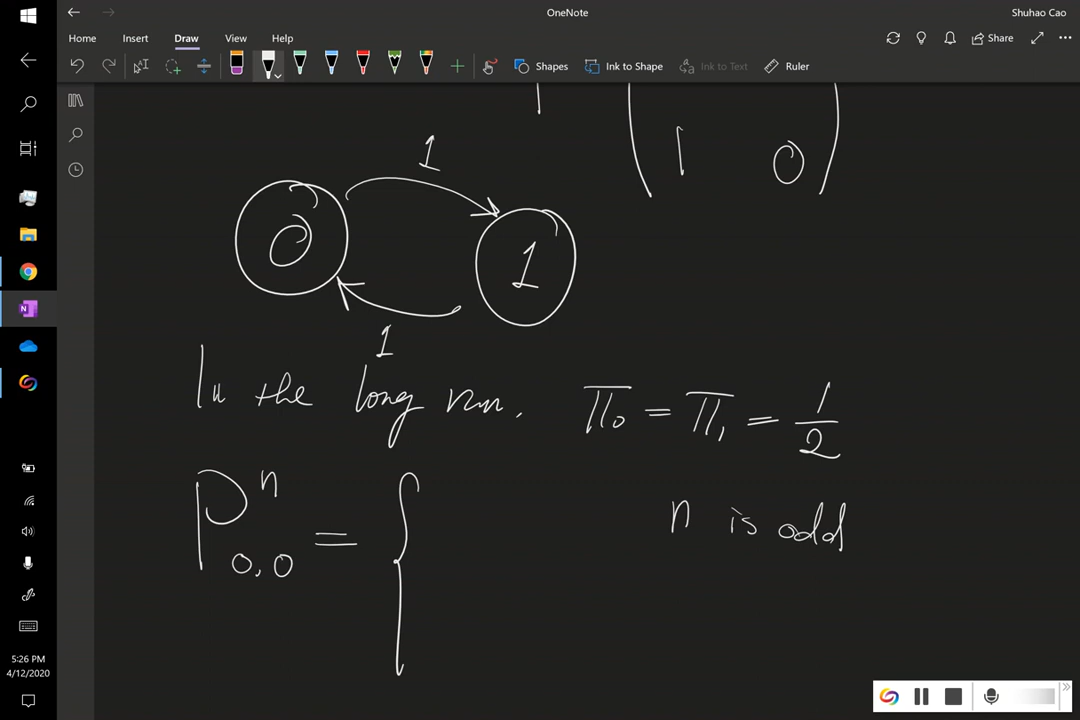 OneNote
Shuhao Cao
Home Insert Draw View Help
Share
Shapes Ink to Shape Ink to Text Ruler
1 0
1
0 1
1
In the long run, π₀ = π₁ = 1/2
Pⁿ₀,₀ = { n is odd
5:26 PM
4/12/2020